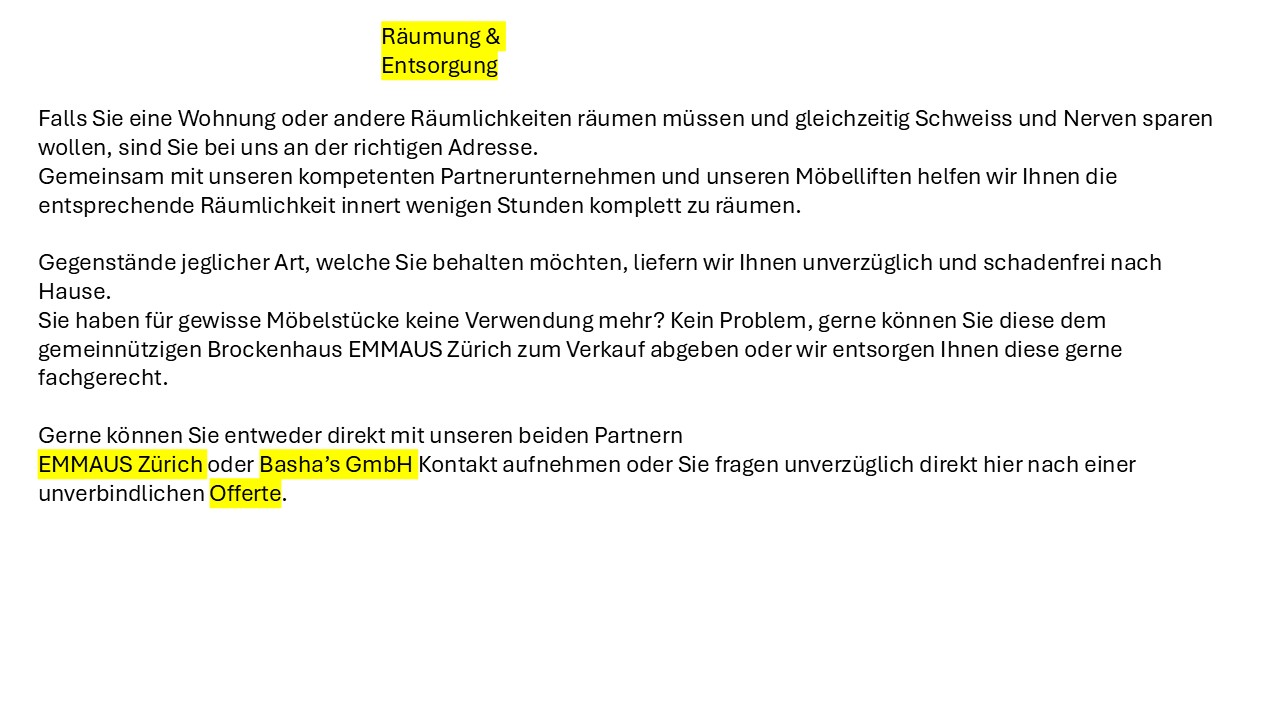 Räumung &
Entsorgung
Falls Sie eine Wohnung oder andere Räumlichkeiten räumen müssen und gleichzeitig Schweiss und Nerven sparen
wollen, sind Sie bei uns an der richtigen Adresse.
Gemeinsam mit unseren kompetenten Partnerunternehmen und unseren Möbelliften helfen wir Ihnen die
entsprechende Räumlichkeit innert wenigen Stunden komplett zu räumen.
Gegenstände jeglicher Art, welche Sie behalten möchten, liefern wir Ihnen unverzüglich und schadenfrei nach
Hause.
Sie haben für gewisse Möbelstücke keine Verwendung mehr? Kein Problem, gerne können Sie diese dem
gemeinnützigen Brockenhaus EMMAUS Zürich zum Verkauf abgeben oder wir entsorgen Ihnen diese gerne
fachgerecht.
Gerne können Sie entweder direkt mit unseren beiden Partnern
EMMAUS Zürich oder Basha’s GmbH Kontakt aufnehmen oder Sie fragen unverzüglich direkt hier nach einer
unverbindlichen Offerte.